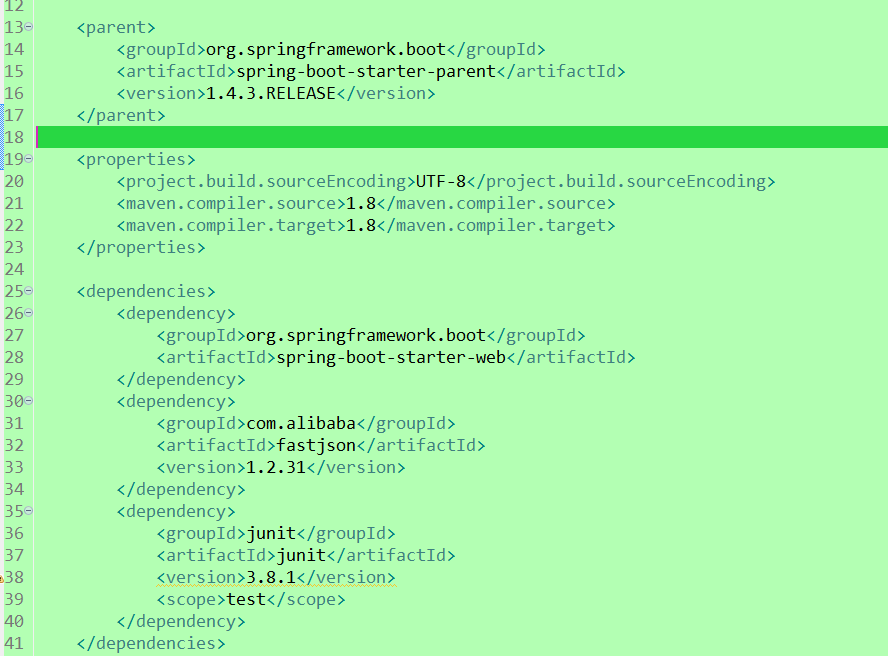 12
13    <parent>
14        <groupId>org.springframework.boot</groupId>
15        <artifactId>spring-boot-starter-parent</artifactId>
16        <version>1.4.3.RELEASE</version>
17    </parent>
18
19    <properties>
20        <project.build.sourceEncoding>UTF-8</project.build.sourceEncoding>
21        <maven.compiler.source>1.8</maven.compiler.source>
22        <maven.compiler.target>1.8</maven.compiler.target>
23    </properties>
24
25    <dependencies>
26        <dependency>
27            <groupId>org.springframework.boot</groupId>
28            <artifactId>spring-boot-starter-web</artifactId>
29        </dependency>
30        <dependency>
31            <groupId>com.alibaba</groupId>
32            <artifactId>fastjson</artifactId>
33            <version>1.2.31</version>
34        </dependency>
35        <dependency>
36            <groupId>junit</groupId>
37            <artifactId>junit</artifactId>
38            <version>3.8.1</version>
39            <scope>test</scope>
40        </dependency>
41    </dependencies>